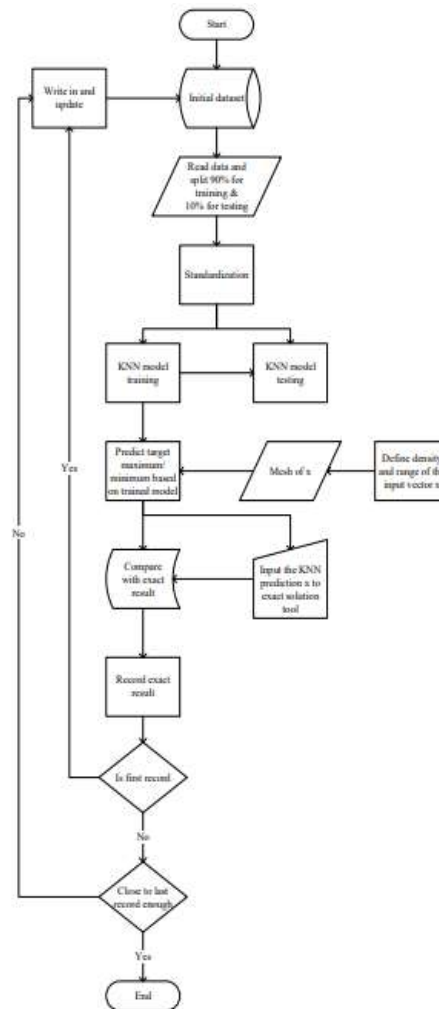 Start
Write in and
update
Initial dataset
Read data and
split 90% for
training &
10% for testing
Standardization
KNN model
training
KNN model
testing
Yes
No
Predict target
maximum/
minimum based
on trained model
Mesh of x
Define density
and range of the
input vector x
Compare
with exact
result
Input the KNN
prediction x to
exact solution
tool
Record exact
result
Is first record
No
Close to last
record enough
Yes
End